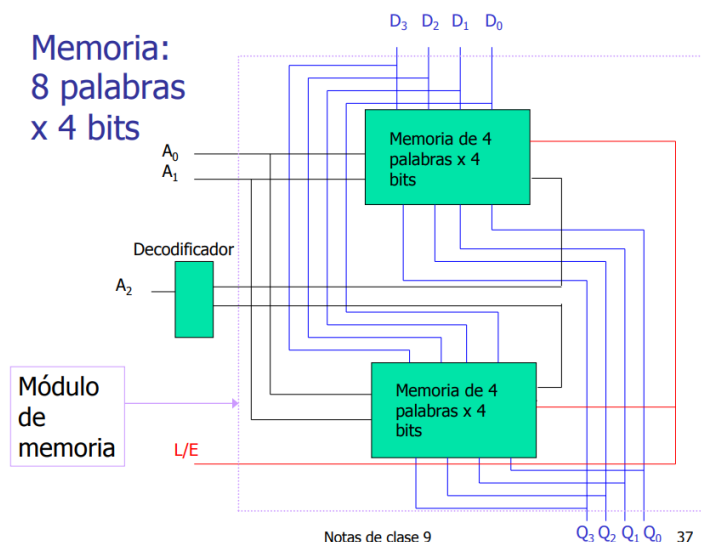 D3 D2 D1 D0
Memoria:
8 palabras
x 4 bits
Memoria de 4
palabras x 4
bits
A0
A1
Decodificador
A2
Memoria de 4
palabras x 4
bits
Módulo
de
memoria
L/E
Notas de clase 9
Q3 Q2 Q1 Q0
37